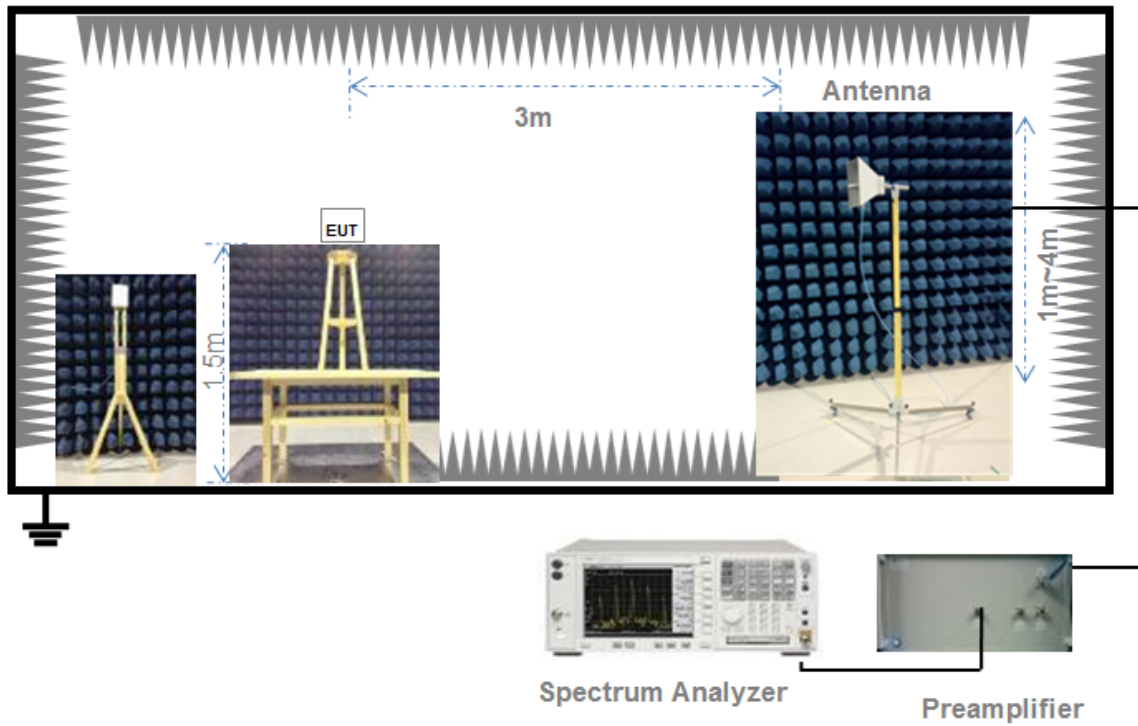 Antenna
3m
EUT
1.5m
1m~4m
Spectrum Analyzer
Preamplifier